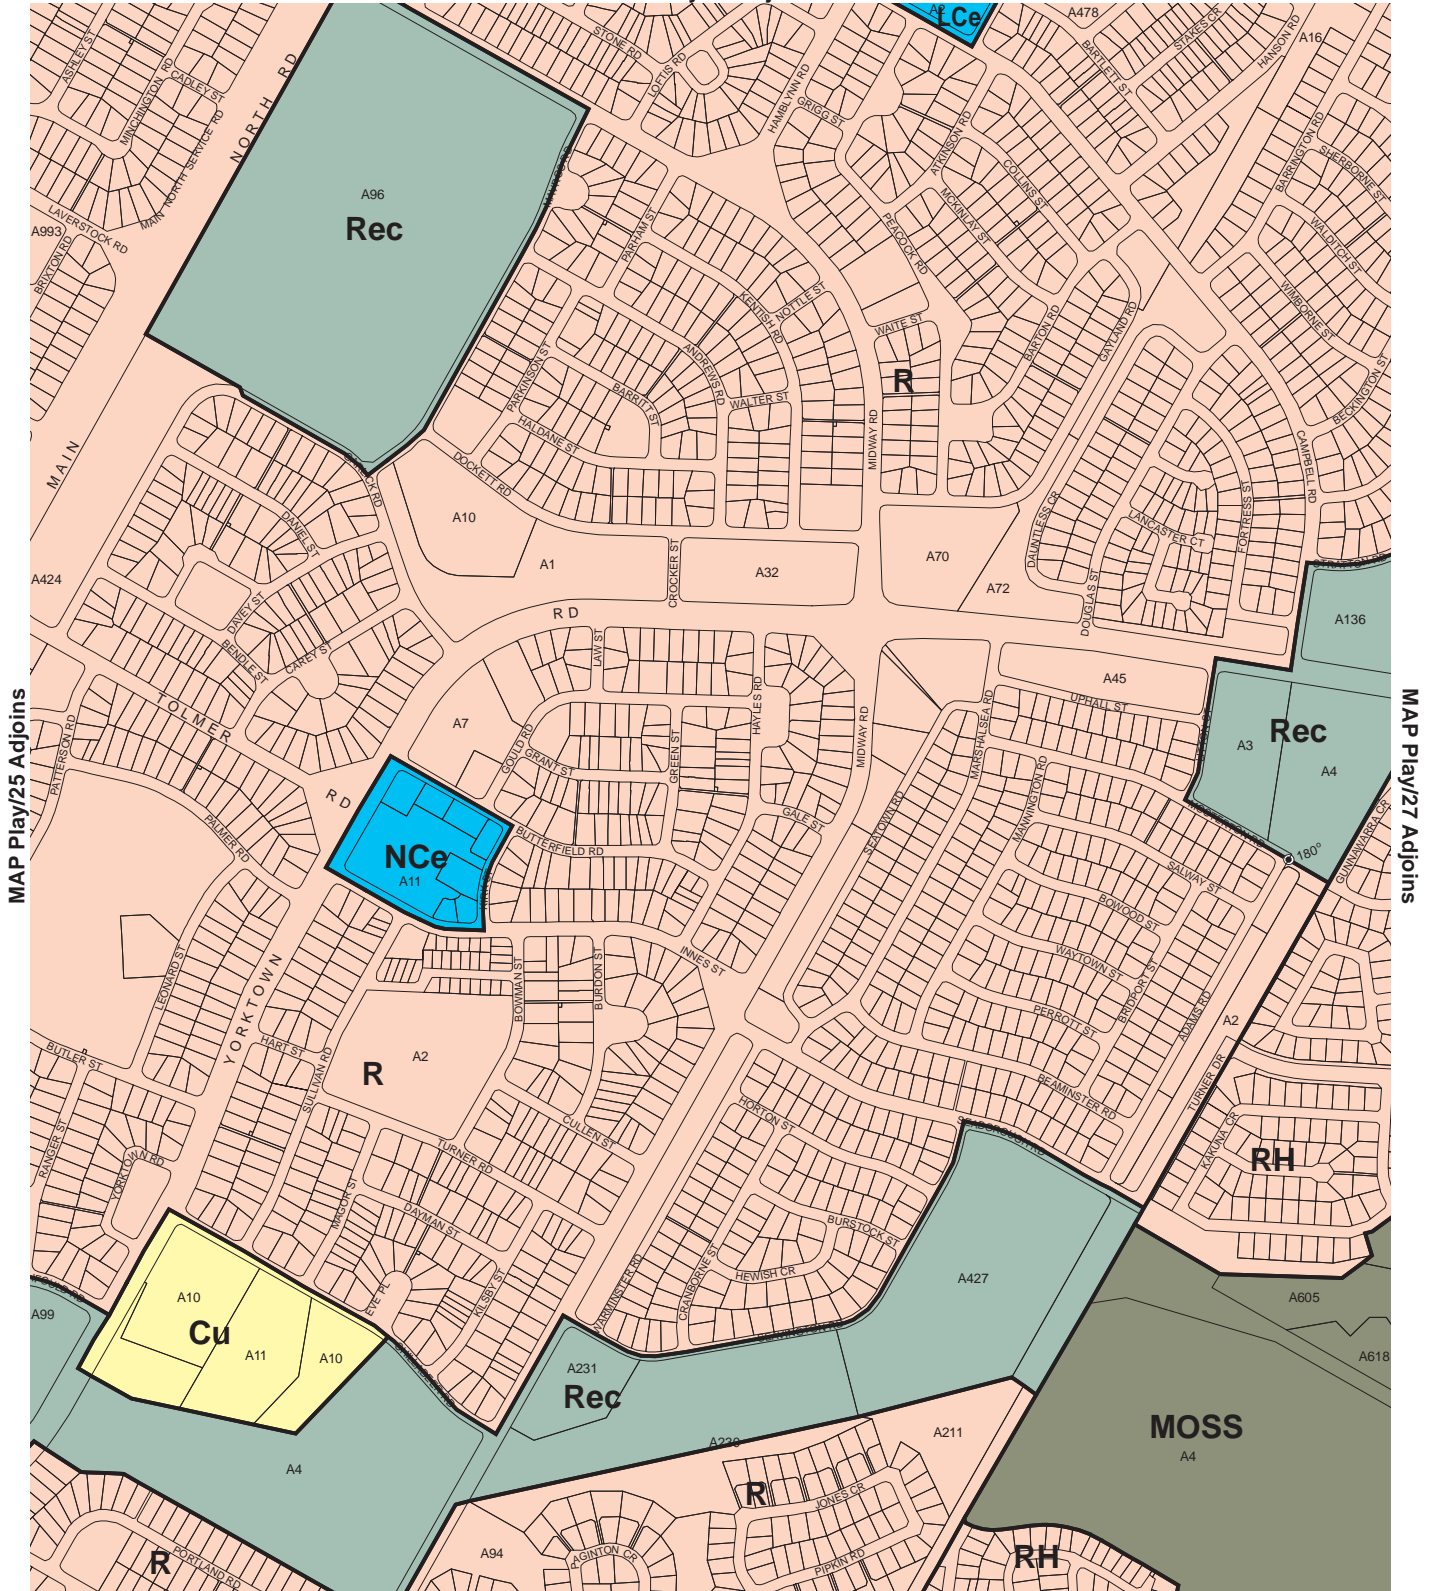 A2
LCe
A478
STAKES CR
HANSON RD
A16
BARTLETT ST
STONE RD
LOFTIS RD
HAMBLYNN RD
GRIGG ST
ASHLEY ST
MINCHINGTON RD
CADLEY ST
MAIN NORTH SERVICE RD
NORTH RD
A96
Rec
ATKINSON RD
COLLINS ST
MCKINLAY ST
PEACOCK RD
BARRINGTON RD
SHERBORNE ST
WALDITCH ST
WIMBORNE ST
BECKINGTON ST
LAVERSTOCK RD
A993
BRIXTON RD
PARHAM ST
KENTISH RD
NOTTLE ST
WAITE ST
R
BARTON RD
GAYLAND RD
ANDREWS RD
WALTER ST
PARKINSON ST
BARRITT ST
HALDANE ST
DOCKETT RD
MIDWAY RD
CAMPBELL RD
FORTRESS ST
LANCASTER CT
DAUNTLESS CR
DOUGLAS ST
MAIN
A10
A1
CROCKER ST
A32
A70
A72
DANIEL ST
DAVEY ST
BENDLE ST
CAREY ST
A424
RD
LAW ST
STRATTON RD
A136
A45
UPHALL ST
Rec
A3
A4
MAP Play/25 Adjoins
MAP Play/27 Adjoins
TOLMER
RD
PATTERSON RD
PALMER RD
A7
GOULD RD
GRANT ST
GREEN ST
HAYLES RD
MIDWAY RD
GALE ST
BUTTERFIELD RD
NCe
A11
SEATOWN RD
MARSHALSEA RD
MANNINGTON RD
MOSTERTON RD
180º
GUNNAWARRA CR
SALWAY ST
BOWOOD ST
WAYTOWN ST
PERROTT ST
BRIDPORT ST
ADAMS RD
A2
TURNER DR
BEAMINSTER RD
INNES ST
BOWMAN ST
BURDON ST
LEONARD ST
YORKTOWN
HART ST
SULLIVAN RD
R
A2
BUTLER ST
RANGER ST
YORKTOWN RD
CULLEN ST
TURNER RD
HORTON ST
SEABOROUGH RD
KAKUNA CR
RH
MAGOR ST
DAYMAN ST
EVE PL
KILSBY ST
WARMINSTER RD
CRANBORNE ST
HEWISH CR
BURSTOCK ST
A427
A605
A618
A99
A10
Cu
A11
A10
A231
Rec
A230
A211
MOSS
A4
A4
R
JONES CR
PIPKIN RD
A94
PAGINTON CR
R
PORTLAND RD
RH